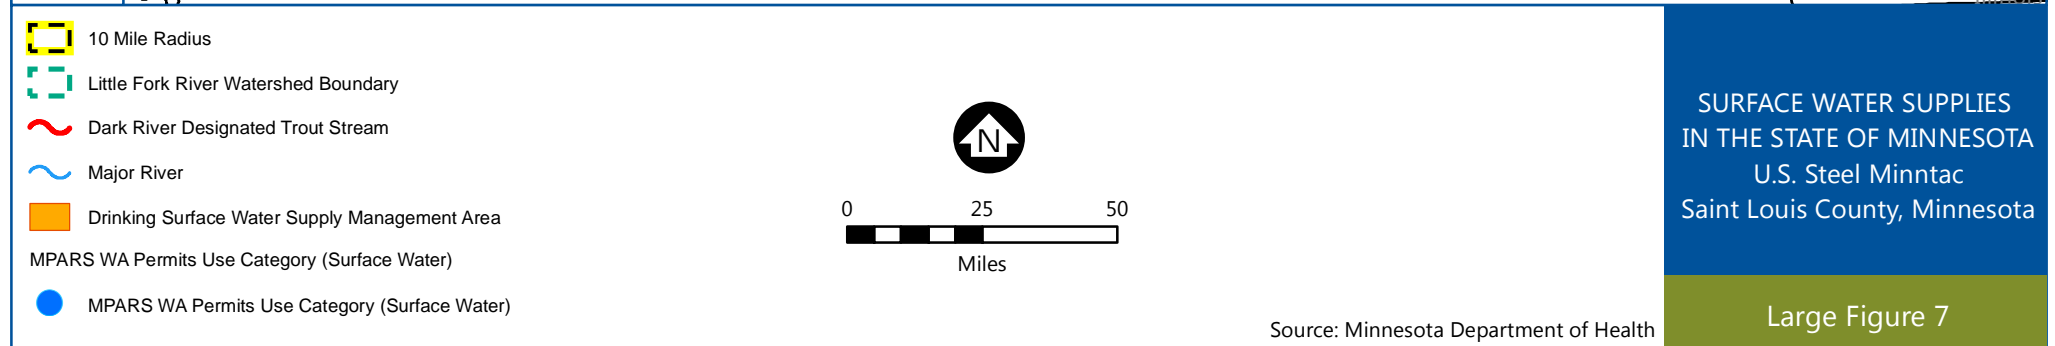 10 Mile Radius
Little Fork River Watershed Boundary
Dark River Designated Trout Stream
Major River
Drinking Surface Water Supply Management Area
MPARS WA Permits Use Category (Surface Water)
MPARS WA Permits Use Category (Surface Water)
N
0 25 50
Miles
Source: Minnesota Department of Health
SURFACE WATER SUPPLIES
IN THE STATE OF MINNESOTA
U.S. Steel Minntac
Saint Louis County, Minnesota
Large Figure 7